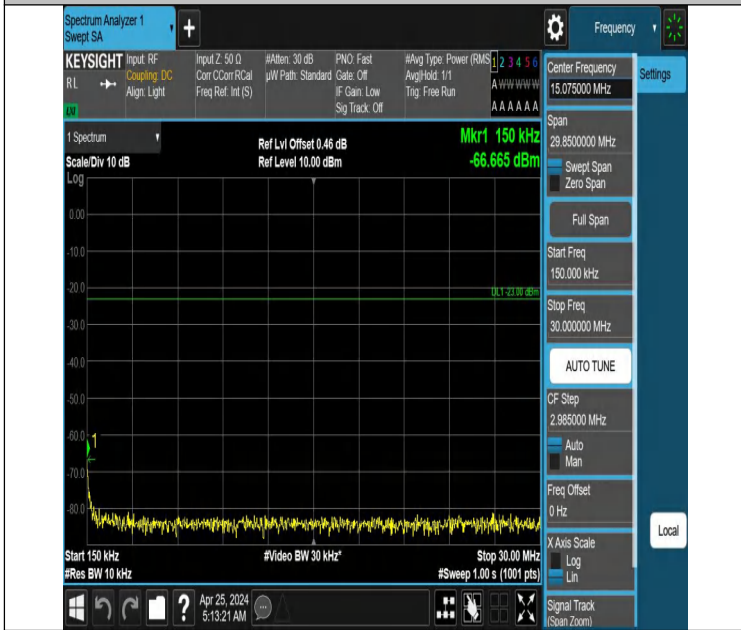 Spectrum Analyzer 1
Swept SA
+
Frequency
KEYSIGHT
RL
LXI
Input: RF
Coupling: DC
Align: Light
Input Z: 50 Ω
Corr CCorr RCal
Freq Ref: Int (S)
#Atten: 30 dB
µW Path: Standard
PNO: Fast
Gate: Off
IF Gain: Low
Sig Track: Off
#Avg Type: Power (RMS
Avg|Hold: 1/1
Trig: Free Run
1 2 3 4 5 6
A W W W W W
A A A A A A
1 Spectrum
Scale/Div 10 dB
Ref Lvl Offset 0.46 dB
Ref Level 10.00 dBm
Mkr1 150 kHz
-66.665 dBm
Log
0.00
-10.0
-20.0
-30.0
-40.0
-50.0
-60.0
-70.0
-80.0
DL1 -23.00 dBm
1
Start 150 kHz
#Res BW 10 kHz
#Video BW 30 kHz*
Stop 30.00 MHz
#Sweep 1.00 s (1001 pts)
?
Apr 25, 2024
5:13:21 AM
Center Frequency
15.075000 MHz
Span
29.8500000 MHz
Swept Span
Zero Span
Full Span
Start Freq
150.000 kHz
Stop Freq
30.000000 MHz
AUTO TUNE
CF Step
2.985000 MHz
Auto
Man
Freq Offset
0 Hz
X Axis Scale
Log
Lin
Signal Track
(Span Zoom)
Settings
Local